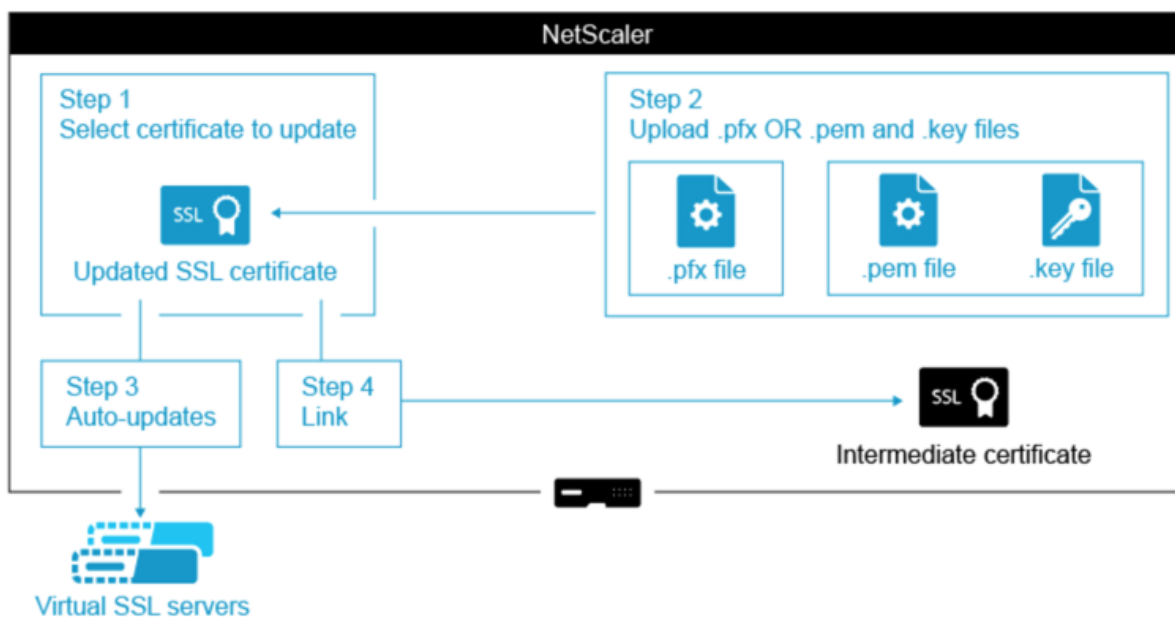 NetScaler
Step 1
Select certificate to update
SSL
Updated SSL certificate
Step 2
Upload .pfx OR .pem and .key files
.pfx file
.pem file
.key file
Step 3
Auto-updates
Step 4
Link
SSL
Intermediate certificate
Virtual SSL servers